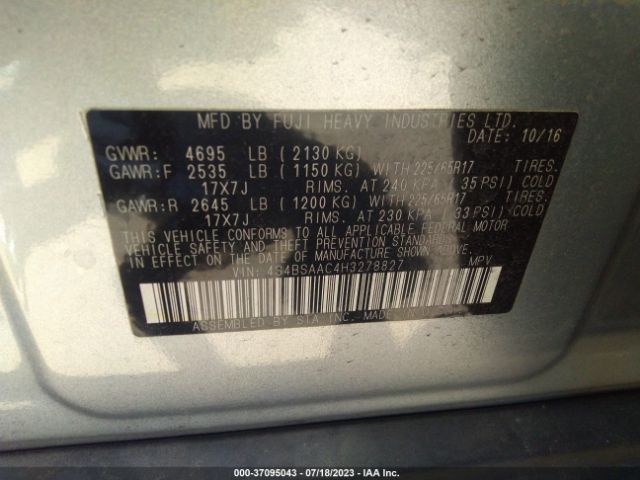 MFD BY FUJI HEAVY INDUSTRIES LTD.
DATE: 10/16
GVWR: 4695 LB ( 2130 KG)
GAWR:F 2535 LB ( 1150 KG) WITH 225/65R17 TIRES.
17X7J RIMS. AT 240 KPA ( 35 PSI) COLD
GAWR:R 2645 LB ( 1200 KG) WITH 225/65R17 TIRES.
17X7J RIMS. AT 230 KPA ( 33 PSI) COLD
THIS VEHICLE CONFORMS TO ALL APPLICABLE FEDERAL MOTOR
VEHICLE SAFETY AND THEFT PREVENTION STANDARDS
IN EFFECT ON THE DATE OF MANUFACTURE SHOWN ABOVE.
VIN: 4S4BSAAC4H3278827 MPV
ASSEMBLED BY SIA INC. MADE IN
000-37095043 / 07/18/2023 - IAA Inc.